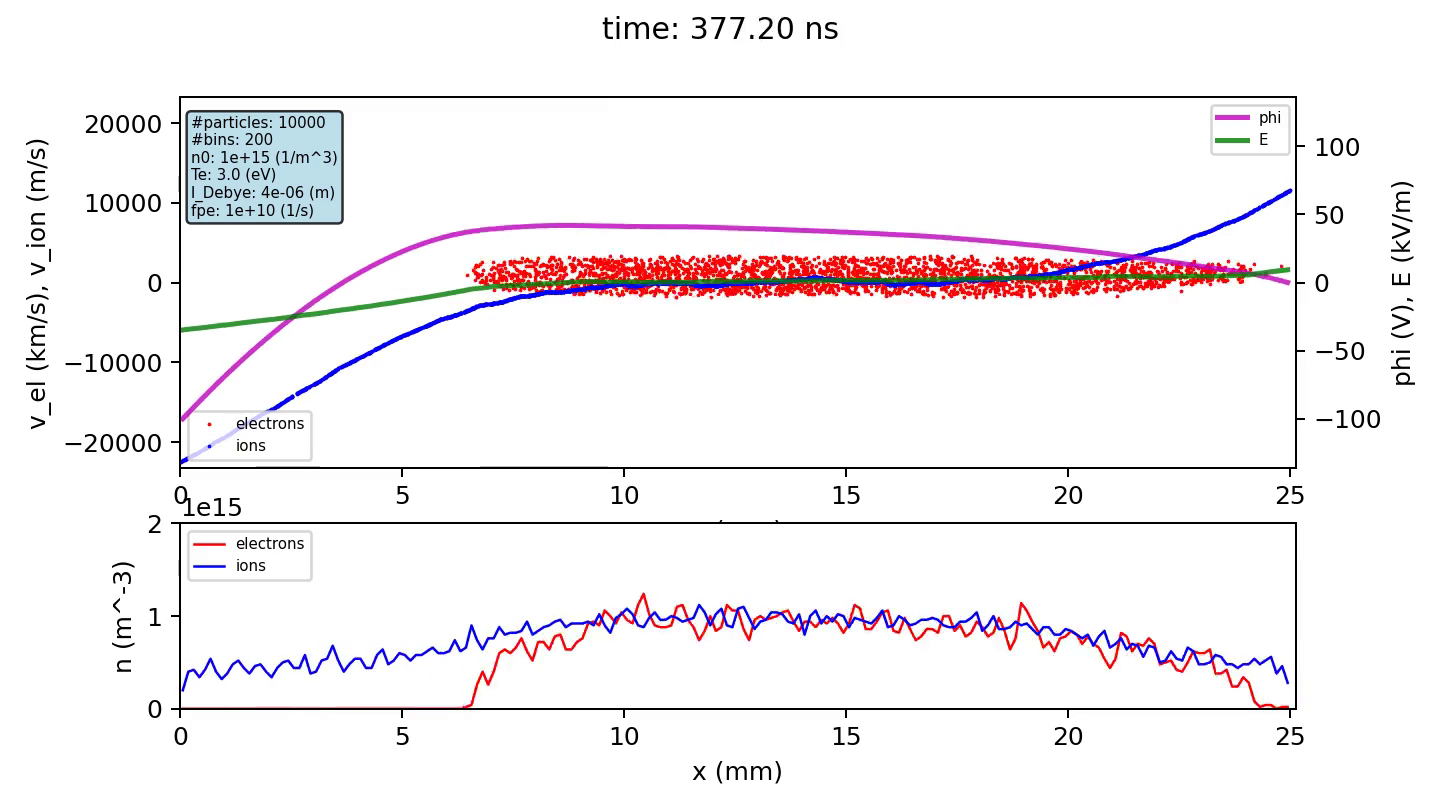 time: 377.20 ns
v_el (km/s), v_ion (m/s)
20000
10000
0
−10000
−20000
#particles: 10000
#bins: 200
n0: 1e+15 (1/m^3)
Te: 3.0 (eV)
l_Debye: 4e-06 (m)
fpe: 1e+10 (1/s)
phi
E
100
50
0
−50
−100
phi (V), E (kV/m)
electrons
ions
0 5 10 15 20 25
1e15
n (m^-3)
2
1
0
electrons
ions
0 5 10 15 20 25
x (mm)